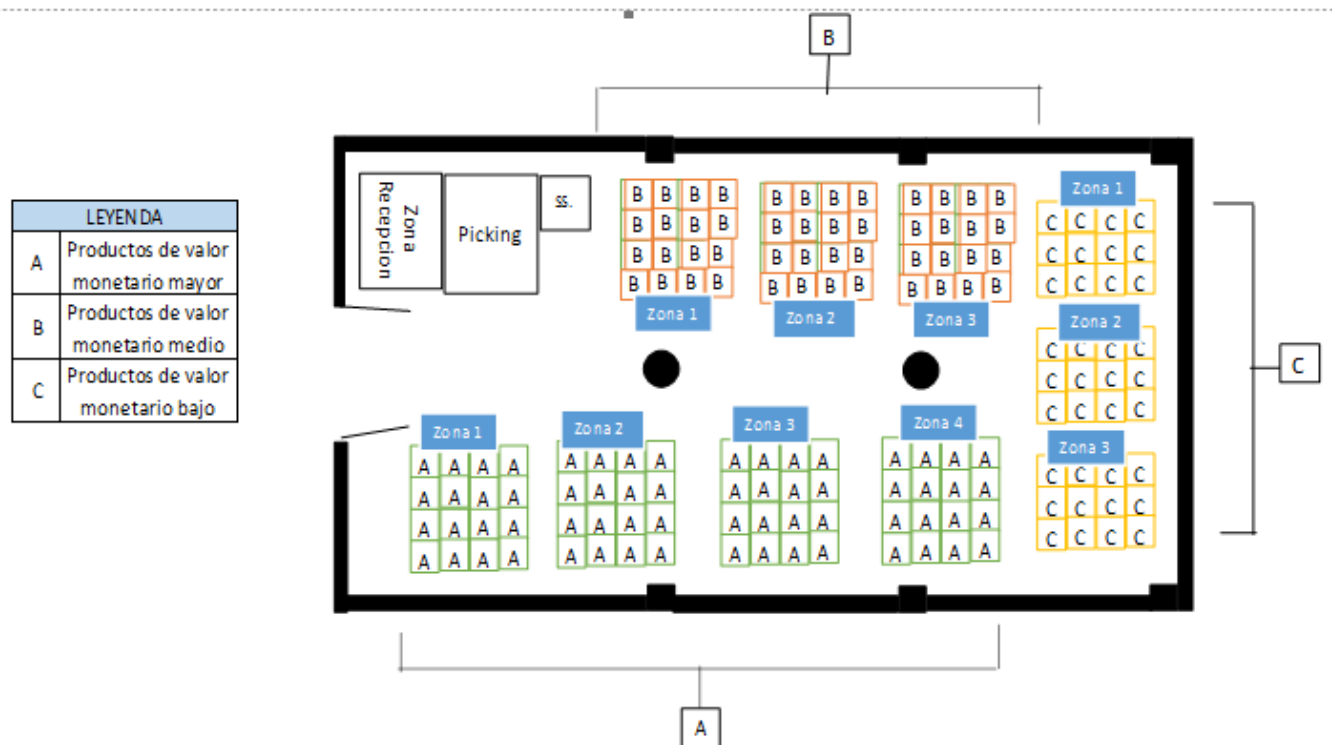 B
LEYENDA
A Productos de valor
monetario mayor
B Productos de valor
monetario medio
C Productos de valor
monetario bajo
Zona
Recepcion
Picking
ss.
B B B B
B B B B
B B B B
B B B B
Zona 1
B B B B
B B B B
B B B B
B B B B
Zona 2
B B B B
B B B B
B B B B
B B B B
Zona 3
Zona 1
C C C C
C C C C
C C C C
Zona 2
C C C C
C C C C
C C C C
Zona 3
C C C C
C C C C
C C C C
C
Zona 1
A A A A
A A A A
A A A A
A A A A
Zona 2
A A A A
A A A A
A A A A
A A A A
Zona 3
A A A A
A A A A
A A A A
A A A A
Zona 4
A A A A
A A A A
A A A A
A A A A
A